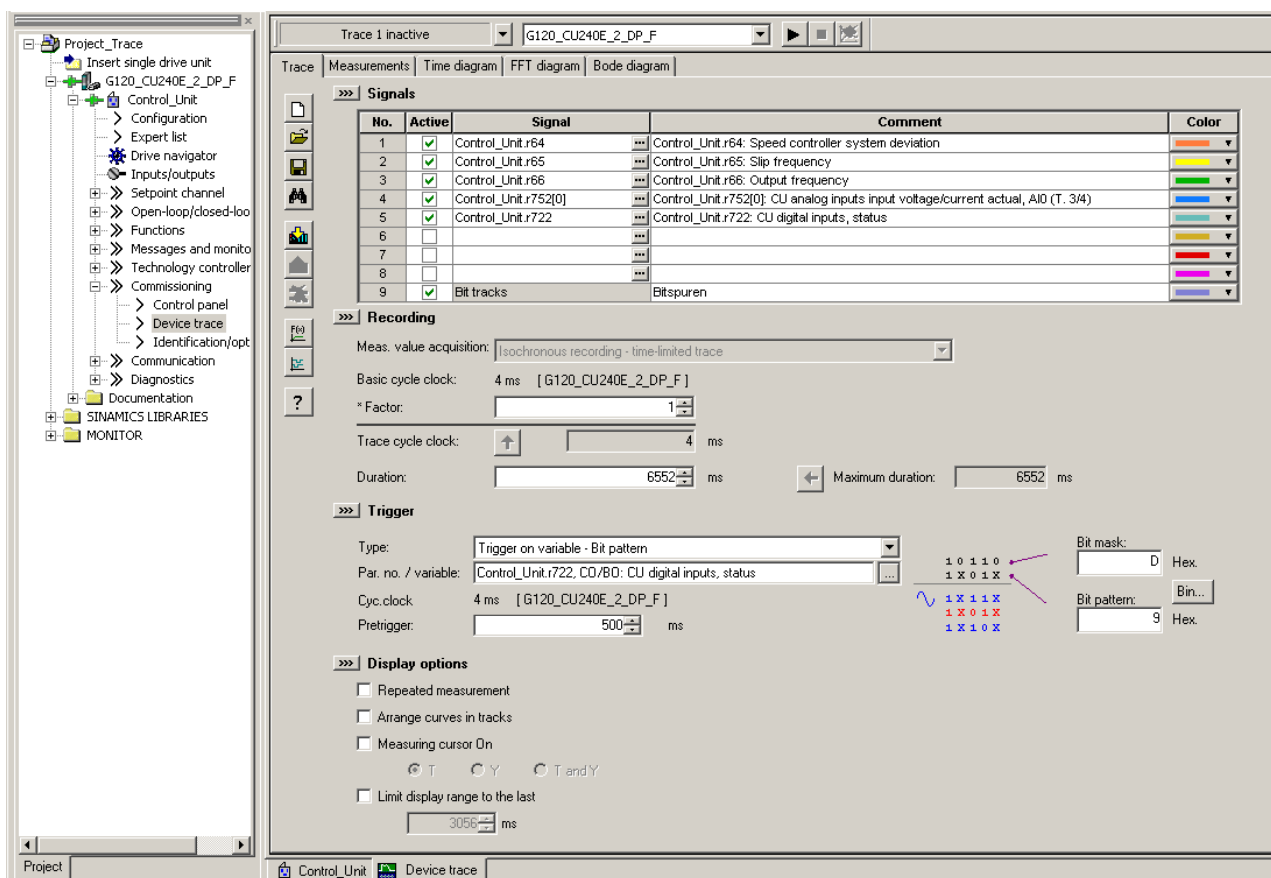 Project_Trace
Insert single drive unit
G120_CU240E_2_DP_F
Control_Unit
Configuration
Expert list
Drive navigator
Inputs/outputs
Setpoint channel
Open-loop/closed-loo
Functions
Messages and monito
Technology controller
Commissioning
Control panel
Device trace
Identification/opt
Communication
Diagnostics
Documentation
SINAMICS LIBRARIES
MONITOR
Project
Trace 1 inactive G120_CU240E_2_DP_F
Trace Measurements Time diagram FFT diagram Bode diagram
Signals
No. Active Signal Comment Color
1 Control_Unit.r64 ... Control_Unit.r64: Speed controller system deviation
2 Control_Unit.r65 ... Control_Unit.r65: Slip frequency
3 Control_Unit.r66 ... Control_Unit.r66: Output frequency
4 Control_Unit.r752[0] ... Control_Unit.r752[0]: CU analog inputs input voltage/current actual, AI0 (T. 3/4)
5 Control_Unit.r722 ... Control_Unit.r722: CU digital inputs, status
6 ...
7 ...
8 ...
9 Bit tracks Bitspuren
Recording
Meas. value acquisition: Isochronous recording - time-limited trace
Basic cycle clock: 4 ms [ G120_CU240E_2_DP_F ]
* Factor: 1
Trace cycle clock: 4 ms
Duration: 6552 ms Maximum duration: 6552 ms
Trigger
Type: Trigger on variable - Bit pattern
Par. no. / variable: Control_Unit.r722, CO/BO: CU digital inputs, status ...
Cyc.clock 4 ms [ G120_CU240E_2_DP_F ]
Pretrigger: 500 ms
1 0 1 1 0
1 X 0 1 X
1 X 1 1 X
1 X 0 1 X
1 X 1 0 X
Bit mask:
D Hex.
Bin...
Bit pattern:
9 Hex.
Display options
Repeated measurement
Arrange curves in tracks
Measuring cursor On
T Y T and Y
Limit display range to the last
3056 ms
Control_Unit Device trace
F(x)
?